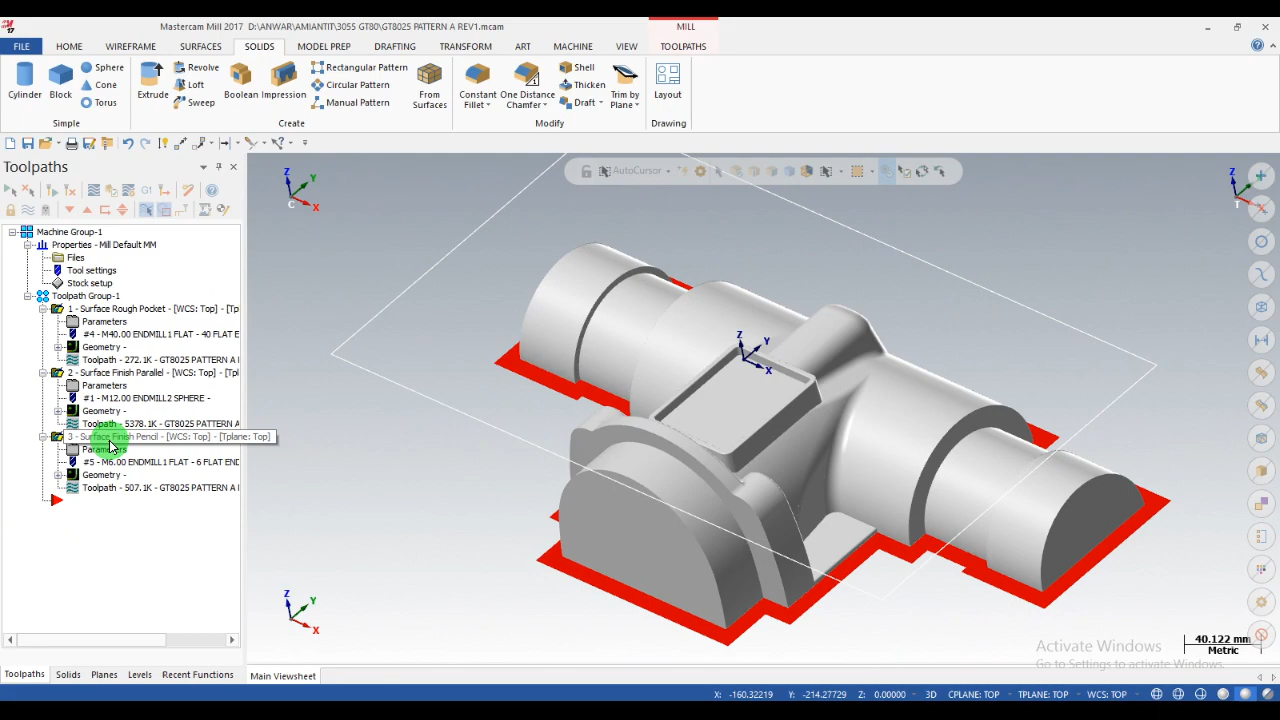 Mastercam Mill 2017 D:\ANWAR\AMIANTIT\3055 GT80\GT8025 PATTERN A REV1.mcam
MILL
FILE HOME WIREFRAME SURFACES SOLIDS MODEL PREP DRAFTING TRANSFORM ART MACHINE VIEW TOOLPATHS
Cylinder Block Sphere Cone Torus
Simple
Extrude Revolve Loft Sweep Boolean Impression Rectangular Pattern Circular Pattern Manual Pattern From Surfaces
Create
Constant Fillet One Distance Chamfer Shell Thicken Draft Trim by Plane
Modify
Layout
Drawing
Toolpaths
AutoCursor
G1
Machine Group-1
Properties - Mill Default MM
Files
Tool settings
Stock setup
Toolpath Group-1
1 - Surface Rough Pocket - [WCS: Top] - [Tpl
Parameters
#4 - M40.00 ENDMILL1 FLAT - 40 FLAT E
Geometry -
Toolpath - 272.1K - GT8025 PATTERN A I
2 - Surface Finish Parallel - [WCS: Top] - [Tpl
Parameters
#1 - M12.00 ENDMILL2 SPHERE -
Geometry -
Toolpath - 5378.1K - GT8025 PATTERN A
3 - Surface Finish Pencil - [WCS: Top] - [Tplane: Top]
Parameters
#5 - M6.00 ENDMILL1 FLAT - 6 FLAT END
Geometry -
Toolpath - 507.1K - GT8025 PATTERN A I
Z Y X C
Z Y T
Z Y X
Z Y X
Activate Windows
Go to Settings to activate Windows.
40.122 mm
Metric
Toolpaths Solids Planes Levels Recent Functions
Main Viewsheet
X: -160.32219 Y: -214.27729 Z: 0.00000 3D CPLANE: TOP TPLANE: TOP WCS: TOP